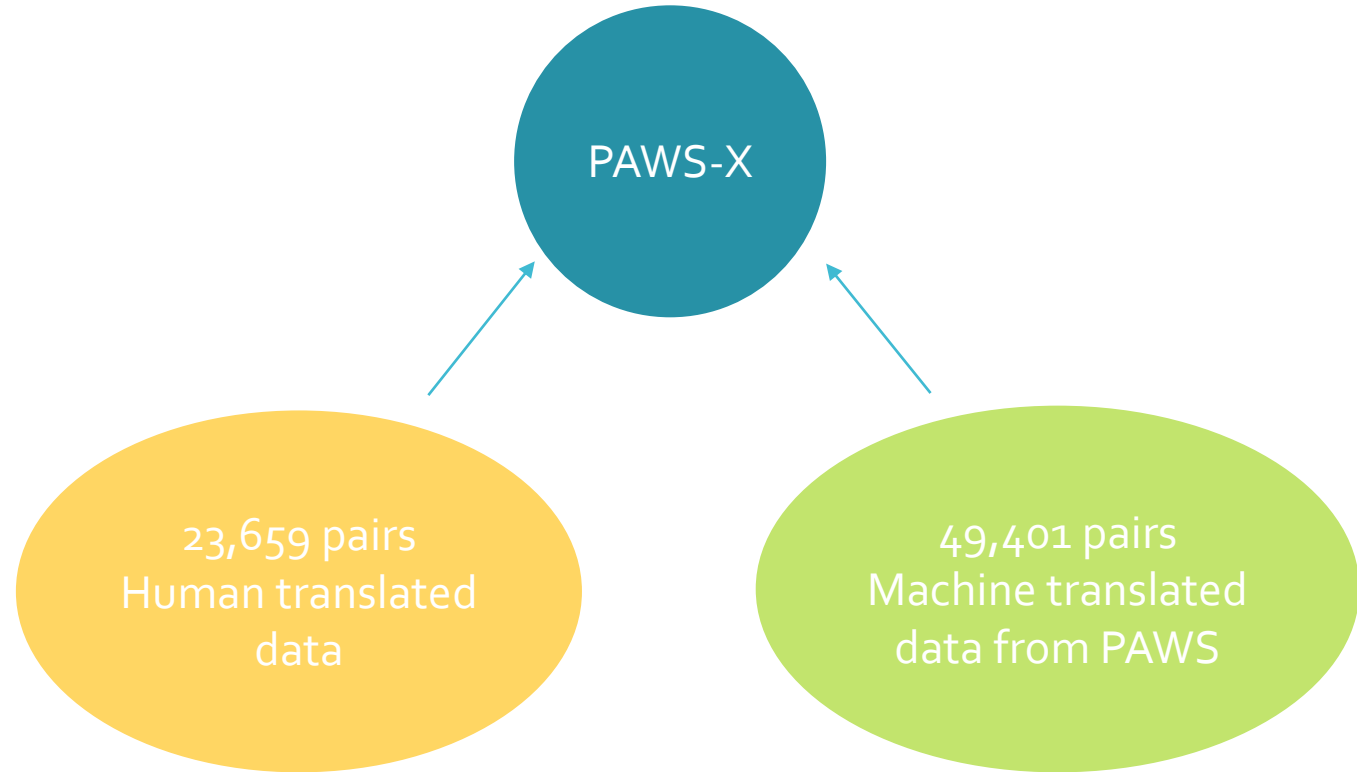 PAWS-X
23,659 pairs
Human translated
data
49,401 pairs
Machine translated
data from PAWS